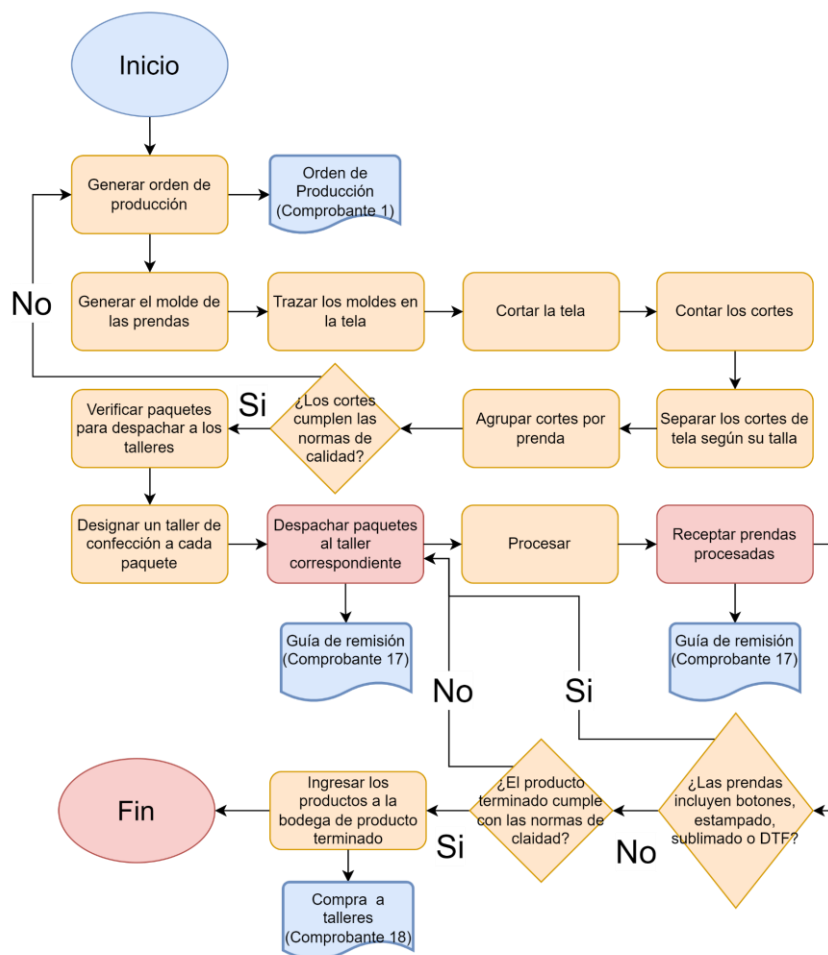 Inicio
Generar orden de
producción
Orden de
Producción
(Comprobante 1)
No
Generar el molde de
las prendas
Trazar los moldes en
la tela
Cortar la tela
Contar los cortes
Verificar paquetes
para despachar a los
talleres
Si
¿Los cortes
cumplen las
normas de
calidad?
Agrupar cortes por
prenda
Separar los cortes de
tela según su talla
Designar un taller de
confección a cada
paquete
Despachar paquetes
al taller
correspondiente
Procesar
Receptar prendas
procesadas
Guía de remisión
(Comprobante 17)
No
Si
Guía de remisión
(Comprobante 17)
Fin
Ingresar los
productos a la
bodega de producto
terminado
Si
¿El producto
terminado cumple
con las normas de
claidad?
No
¿Las prendas
incluyen botones,
estampado,
sublimado o DTF?
Compra a
talleres
(Comprobante 18)